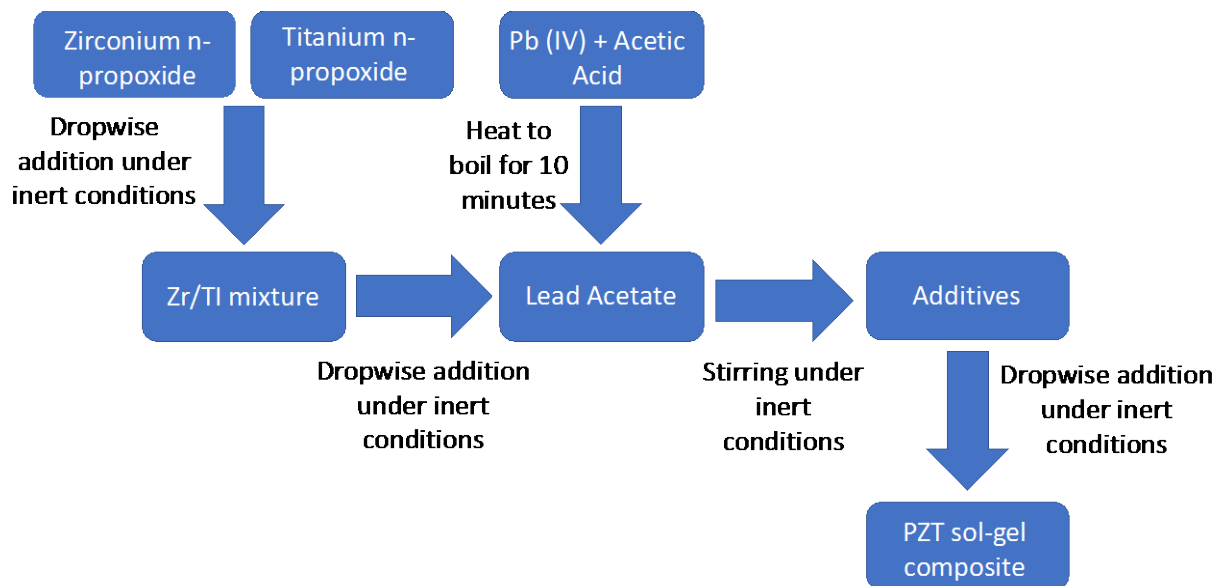 Zirconium n-
propoxide
Titanium n-
propoxide
Pb (IV) + Acetic
Acid
Dropwise
addition under
inert conditions
Heat to
boil for 10
minutes
Zr/TI mixture
Lead Acetate
Additives
Dropwise addition
under inert
conditions
Stirring under
inert
conditions
Dropwise addition
under inert
conditions
PZT sol-gel
composite